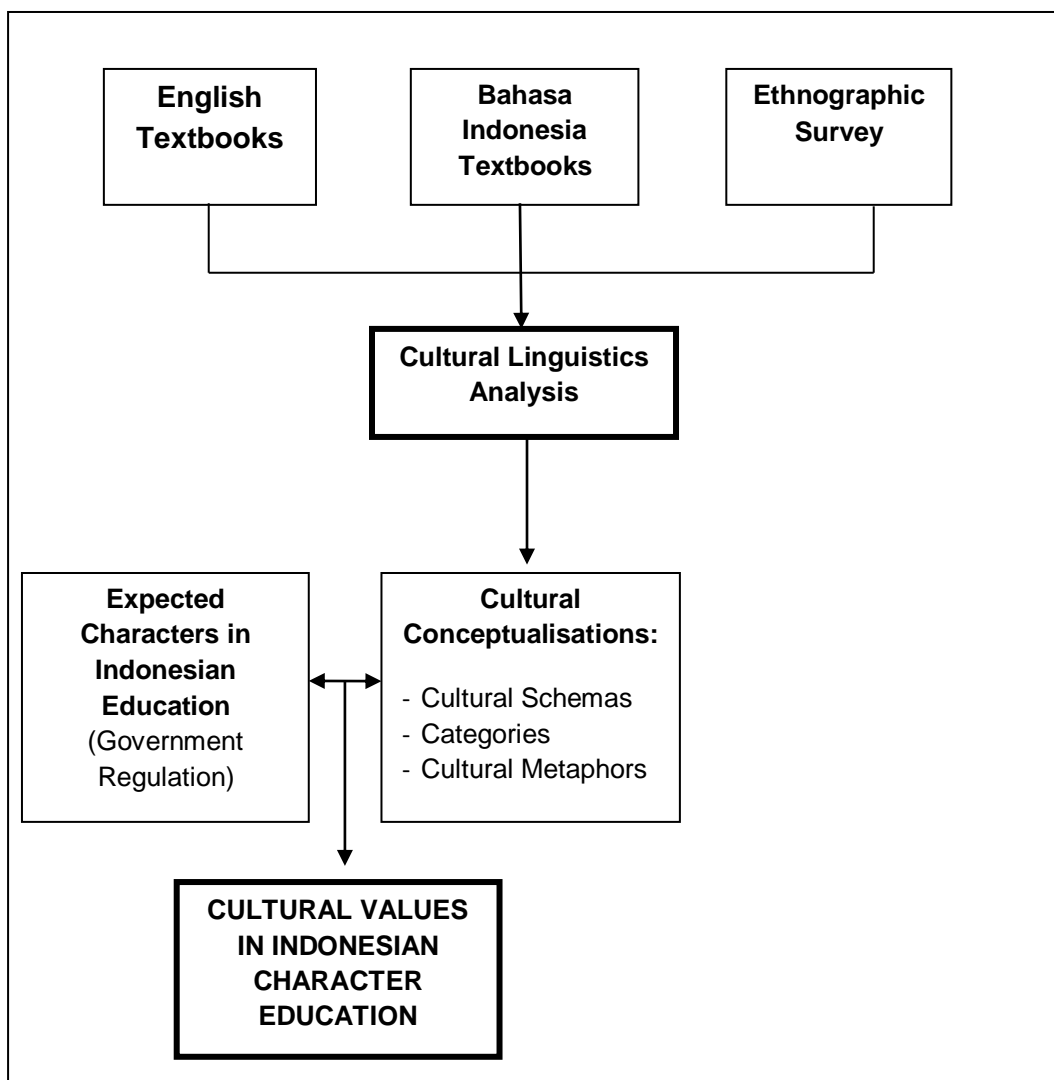 English
Textbooks
Bahasa
Indonesia
Textbooks
Ethnographic
Survey
Cultural Linguistics
Analysis
Expected
Characters in
Indonesian
Education
(Government
Regulation)
Cultural
Conceptualisations:
- Cultural Schemas
- Categories
- Cultural Metaphors
CULTURAL VALUES
IN INDONESIAN
CHARACTER
EDUCATION